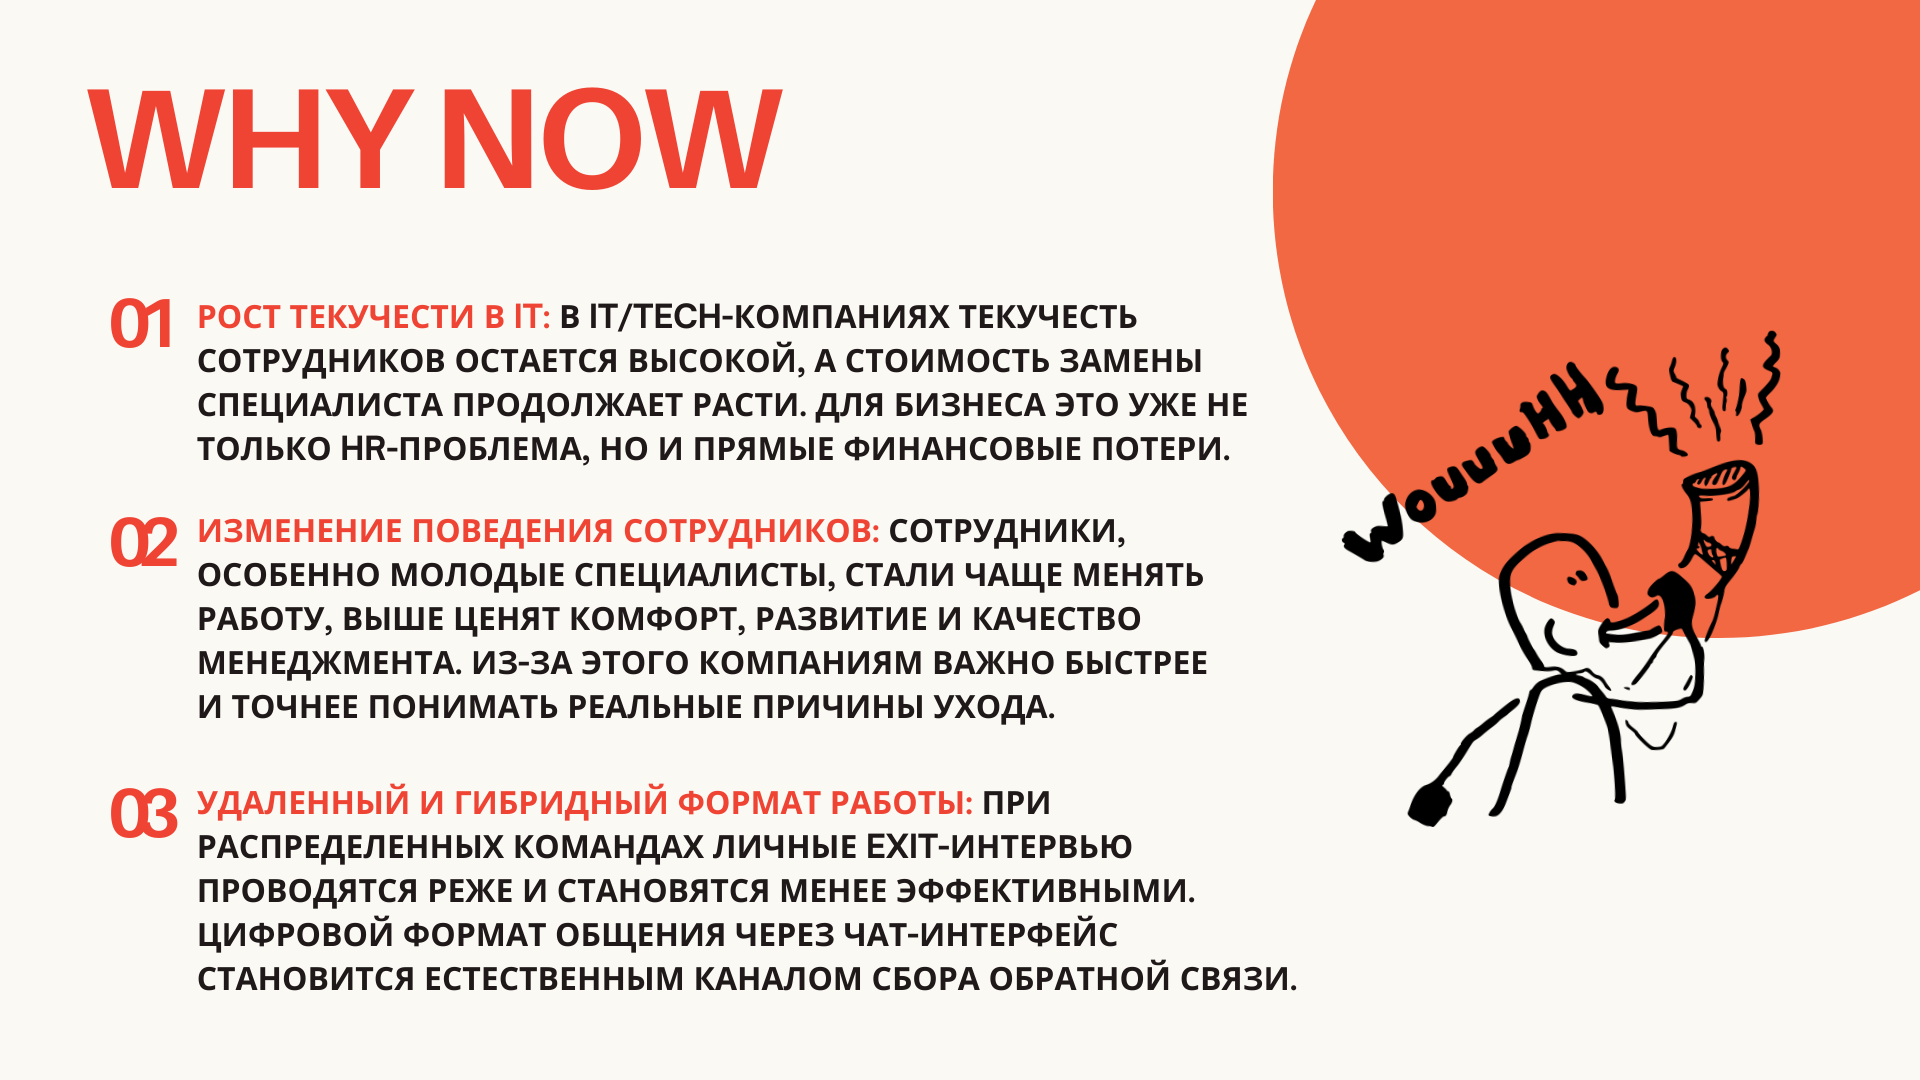 WHY NOW
01
РОСТ ТЕКУЧЕСТИ В IT: В IT/TECH-КОМПАНИЯХ ТЕКУЧЕСТЬ
СОТРУДНИКОВ ОСТАЕТСЯ ВЫСОКОЙ, А СТОИМОСТЬ ЗАМЕНЫ
СПЕЦИАЛИСТА ПРОДОЛЖАЕТ РАСТИ. ДЛЯ БИЗНЕСА ЭТО УЖЕ НЕ
ТОЛЬКО HR-ПРОБЛЕМА, НО И ПРЯМЫЕ ФИНАНСОВЫЕ ПОТЕРИ.
02
ИЗМЕНЕНИЕ ПОВЕДЕНИЯ СОТРУДНИКОВ: СОТРУДНИКИ,
ОСОБЕННО МОЛОДЫЕ СПЕЦИАЛИСТЫ, СТАЛИ ЧАЩЕ МЕНЯТЬ
РАБОТУ, ВЫШЕ ЦЕНЯТ КОМФОРТ, РАЗВИТИЕ И КАЧЕСТВО
МЕНЕДЖМЕНТА. ИЗ-ЗА ЭТОГО КОМПАНИЯМ ВАЖНО БЫСТРЕЕ
И ТОЧНЕЕ ПОНИМАТЬ РЕАЛЬНЫЕ ПРИЧИНЫ УХОДА.
03
УДАЛЕННЫЙ И ГИБРИДНЫЙ ФОРМАТ РАБОТЫ: ПРИ
РАСПРЕДЕЛЕННЫХ КОМАНДАХ ЛИЧНЫЕ EXIT-ИНТЕРВЬЮ
ПРОВОДЯТСЯ РЕЖЕ И СТАНОВЯТСЯ МЕНЕЕ ЭФФЕКТИВНЫМИ.
ЦИФРОВОЙ ФОРМАТ ОБЩЕНИЯ ЧЕРЕЗ ЧАТ-ИНТЕРФЕЙС
СТАНОВИТСЯ ЕСТЕСТВЕННЫМ КАНАЛОМ СБОРА ОБРАТНОЙ СВЯЗИ.
WouuuHH